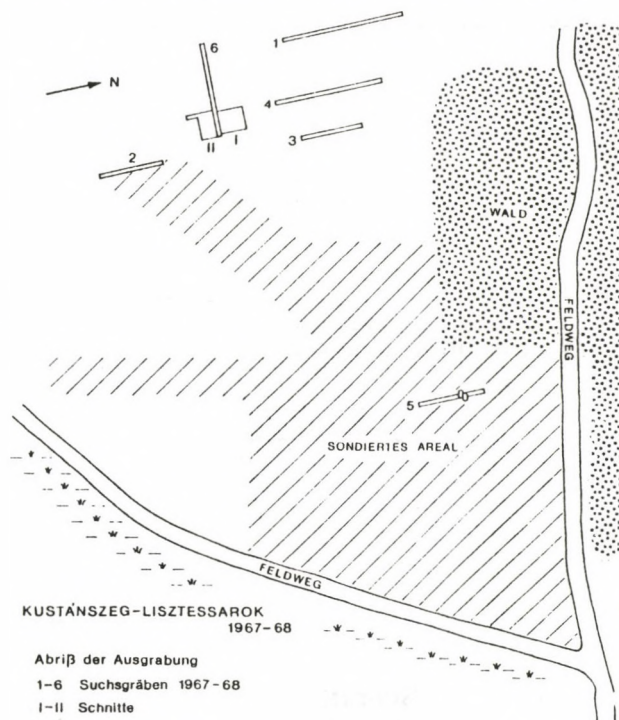 6
1
N
4
3
II
I
2
WALD
FELDWEG
5
SONDIERTES AREAL
FELDWEG
KUSTÁNSZEG-LISZTESSAROK
1967-68
Abriß der Ausgrabung
1-6 Suchsgräben 1967-68
I-II Schnitte